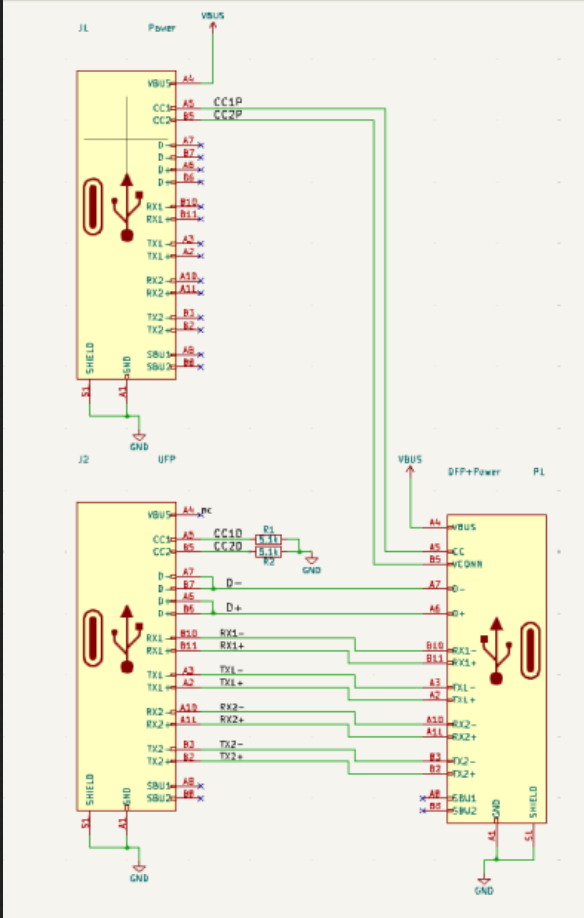 VBUS
J1 Power
VBUS A4
CC1 A5 CC1P
CC2 B5 CC2P
D- A7
D- B7
D+ A6
D+ B6
RX1- B10
RX1+ B11
TX1- A3
TX1+ A2
RX2- A10
RX2+ A11
TX2- B3
TX2+ B2
SBU1 A8
SBU2 B8
SHIELD GND
S1 A1
GND
J2 UFP
VBUS
DFP+Power P1
VBUS A4 NC
A4 VBUS
CC1 A5 CC1D R1 5.1k
CC2 B5 CC2D 5.1k
R2
GND
A5 CC
B5 VCONN
D- A7
D- B7 D- A7 D-
D+ A6
D+ B6 D+ A6 D+
RX1- B10 RX1- B10 RX1-
RX1+ B11 RX1+ B11 RX1+
TX1- A3 TX1- A3 TX1-
TX1+ A2 TX1+ A2 TX1+
RX2- A10 RX2- A10 RX2-
RX2+ A11 RX2+ A11 RX2+
TX2- B3 TX2- B3 TX2-
TX2+ B2 TX2+ B2 TX2+
SBU1 A8 A8 SBU1
SBU2 B8 B8 SBU2
SHIELD GND GND SHIELD
S1 A1 A1 S1
GND GND